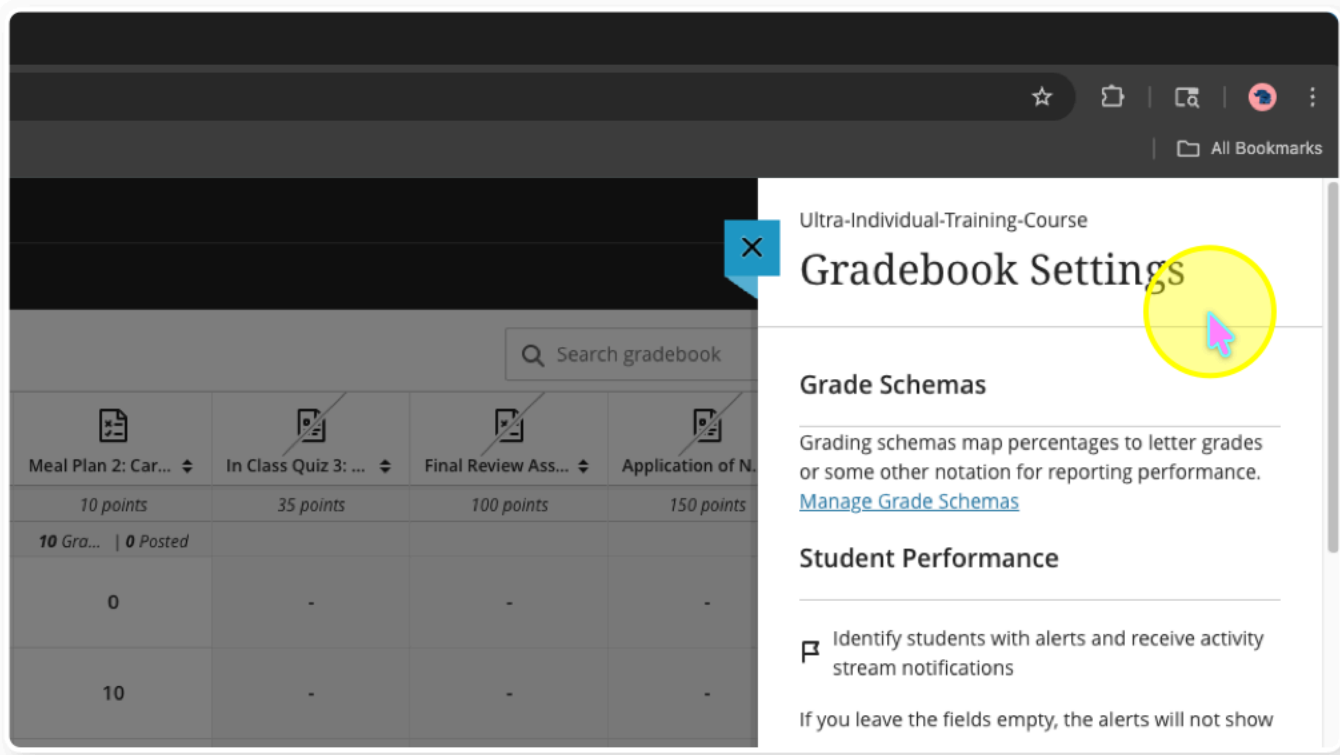 All Bookmarks
Ultra-Individual-Training-Course
Gradebook Settings
Search gradebook
Meal Plan 2: Car...
In Class Quiz 3: ...
Final Review Ass...
Application of N.
10 points
35 points
100 points
150 points
10 Gra... | 0 Posted
0
-
-
-
10
-
-
-
Grade Schemas
Grading schemas map percentages to letter grades
or some other notation for reporting performance.
Manage Grade Schemas
Student Performance
Identify students with alerts and receive activity
stream notifications
If you leave the fields empty, the alerts will not show